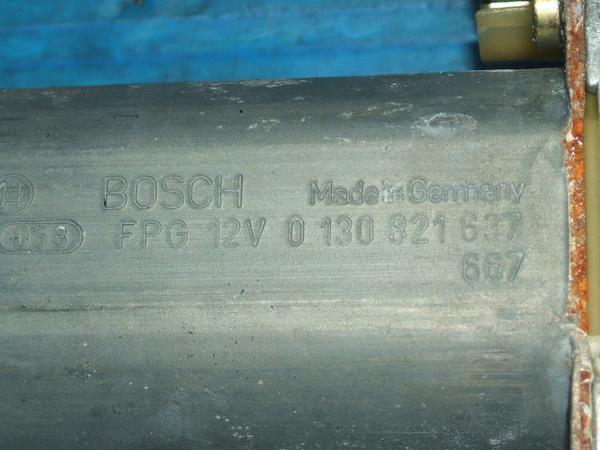 BOSCH Made in Germany
058 FPG 12V 0 130 821 637
667